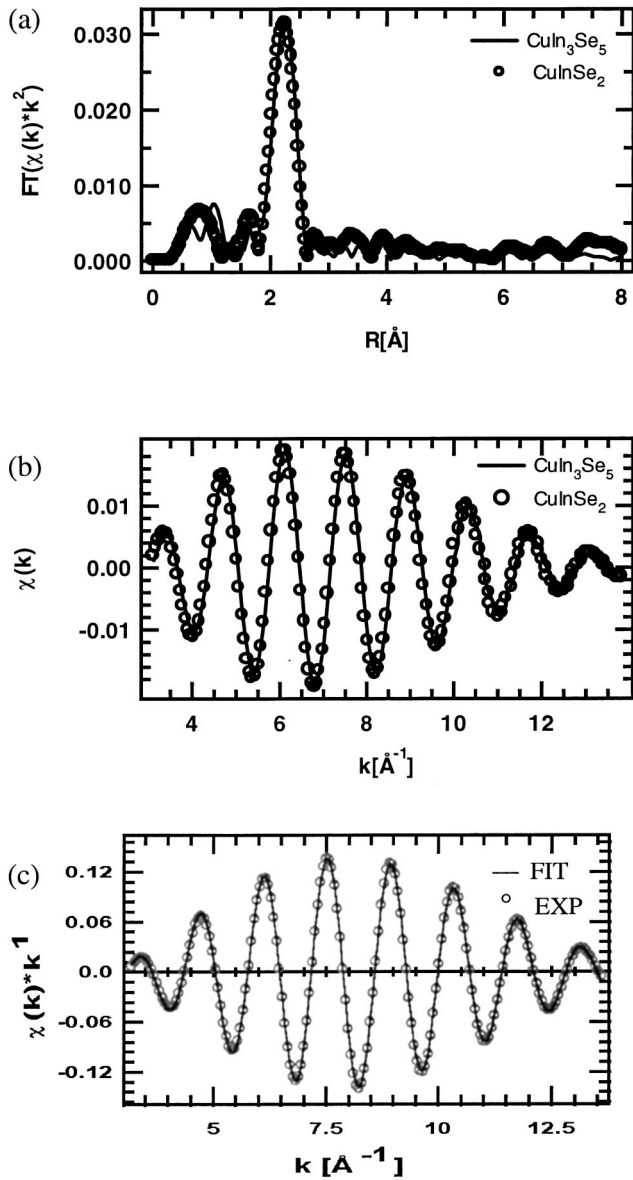 (a)
FT(χ(k)*k²)
0.030
0.020
0.010
0.000
CuIn₃Se₅
CuInSe₂
0 2 4 6 8
R[Å]
(b)
χ(k)
0.01
0.00
-0.01
CuIn₃Se₅
CuInSe₂
4 6 8 10 12
k[Å⁻¹]
(c)
χ(k)*k¹
0.12
0.06
0.0
-0.06
-0.12
FIT
EXP
5 7.5 10 12.5
k [Å⁻¹]